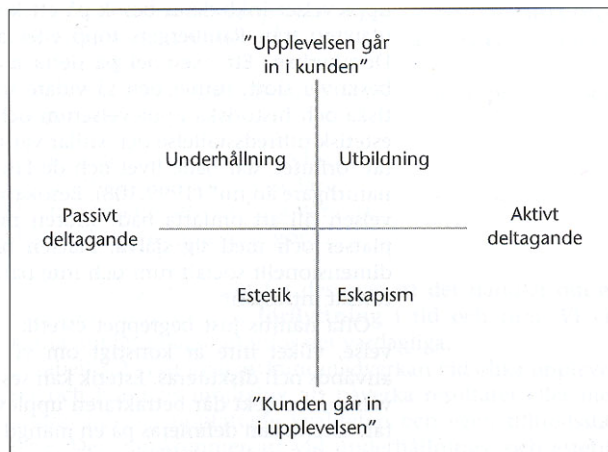 ”Upplevelsen går
in i kunden”
Underhållning Utbildning
Passivt
deltagande
Aktivt
deltagande
Estetik Eskapism
”Kunden går in
i upplevelsen”